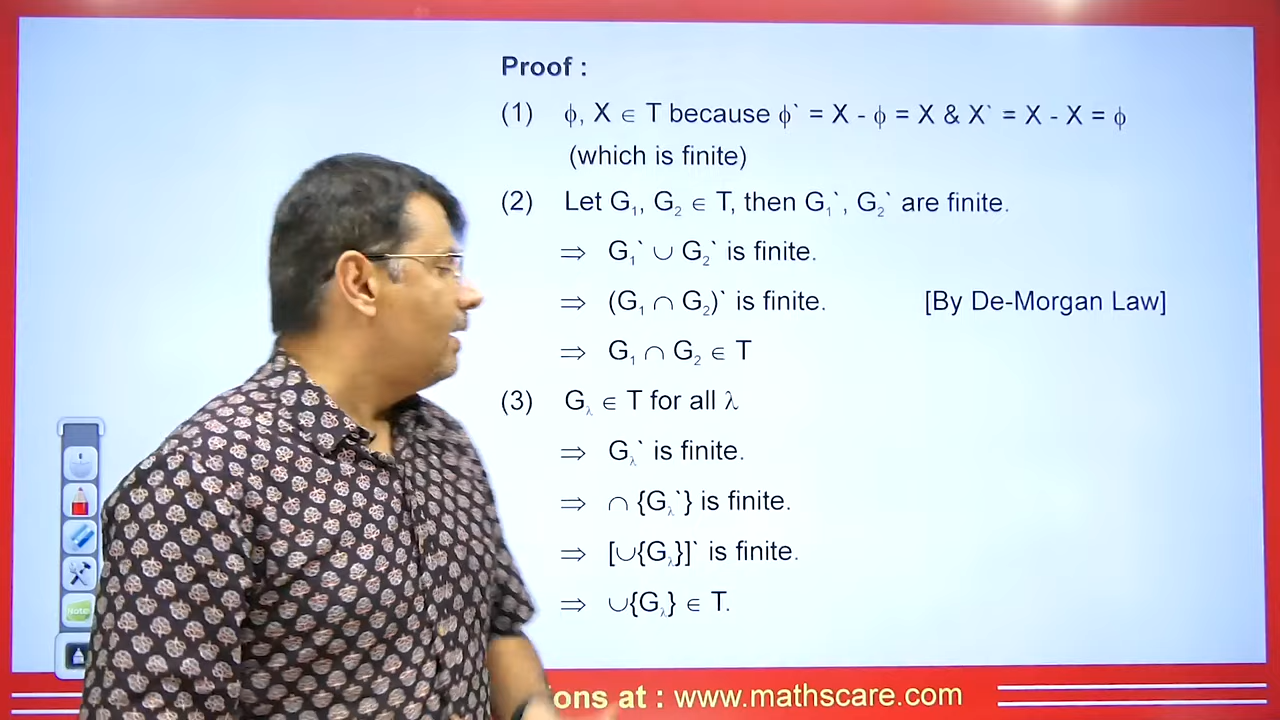 Proof :
(1) ϕ, X ∈ T because ϕ` = X - ϕ = X & X` = X - X = ϕ
(which is finite)
(2) Let G₁, G₂ ∈ T, then G₁`, G₂` are finite.
⇒ G₁` ∪ G₂` is finite.
⇒ (G₁ ∩ G₂)` is finite. [By De-Morgan Law]
⇒ G₁ ∩ G₂ ∈ T
(3) G_λ ∈ T for all λ
⇒ G_λ` is finite.
⇒ ∩ {G_λ`} is finite.
⇒ [∪{G_λ}]` is finite.
⇒ ∪{G_λ} ∈ T.
Note
at : www.mathscare.com